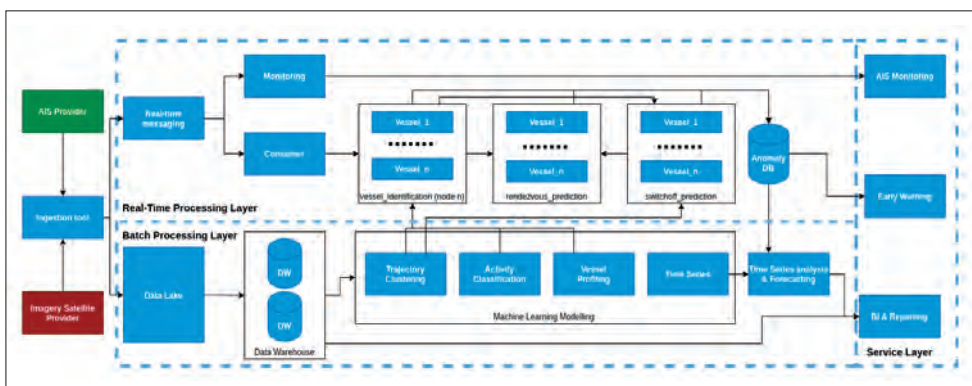 AIS Provider
Ingestion tool
Imagery Satellite
Provider
Real-time
messaging
Monitoring
Consumer
Real-Time Processing Layer
Vessel_1
Vessel_n
vessel_identification (node n)
Vessel_1
Vessel_n
rendezvous_prediction
Vessel_1
Vessel_n
switchoff_prediction
Anomaly
DB
AIS Monitoring
Early Warning
Batch Processing Layer
Data Lake
DW
DW
Data Warehouse
Trajectory
Clustering
Activity
Classification
Vessel
Profiling
Time Series
Machine Learning Modelling
Time Series analysis
& Forecasting
BI & Reporting
Service Layer